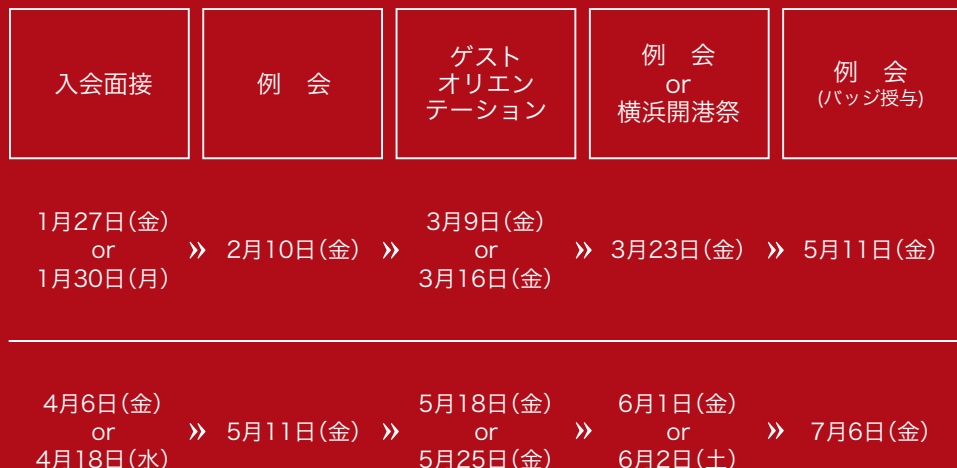 入会面接
例　会
ゲスト
オリエン
テーション
例　会
or
横浜開港祭
例　会
(バッジ授与)
1月27日(金)
or
1月30日(月)
»
2月10日(金)
»
3月9日(金)
or
3月16日(金)
»
3月23日(金)
»
5月11日(金)
4月6日(金)
or
4月18日(水)
»
5月11日(金)
»
5月18日(金)
or
5月25日(金)
»
6月1日(金)
or
6月2日(土)
»
7月6日(金)